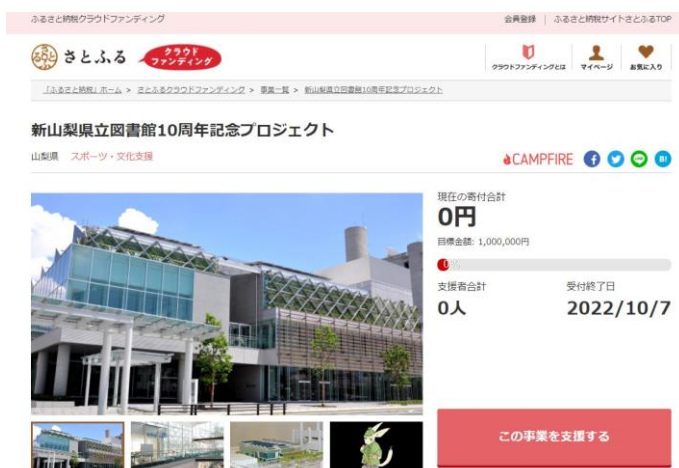 ふるさと納税クラウドファンディング
会員登録 | ふるさと納税サイトさとふるTOP
さとふる クラウドファンディング
クラウドファンディングとは マイページ お気に入り
「ふるさと納税」ホーム > さとふるクラウドファンディング > 事業一覧 > 新山梨県立図書館10周年記念プロジェクト
新山梨県立図書館10周年記念プロジェクト
山梨県 スポーツ・文化支援
CAMPFIRE
現在の寄付合計
0円
目標金額: 1,000,000円
0%
支援者合計 受付終了日
0人 2022/10/7
この事業を支援する